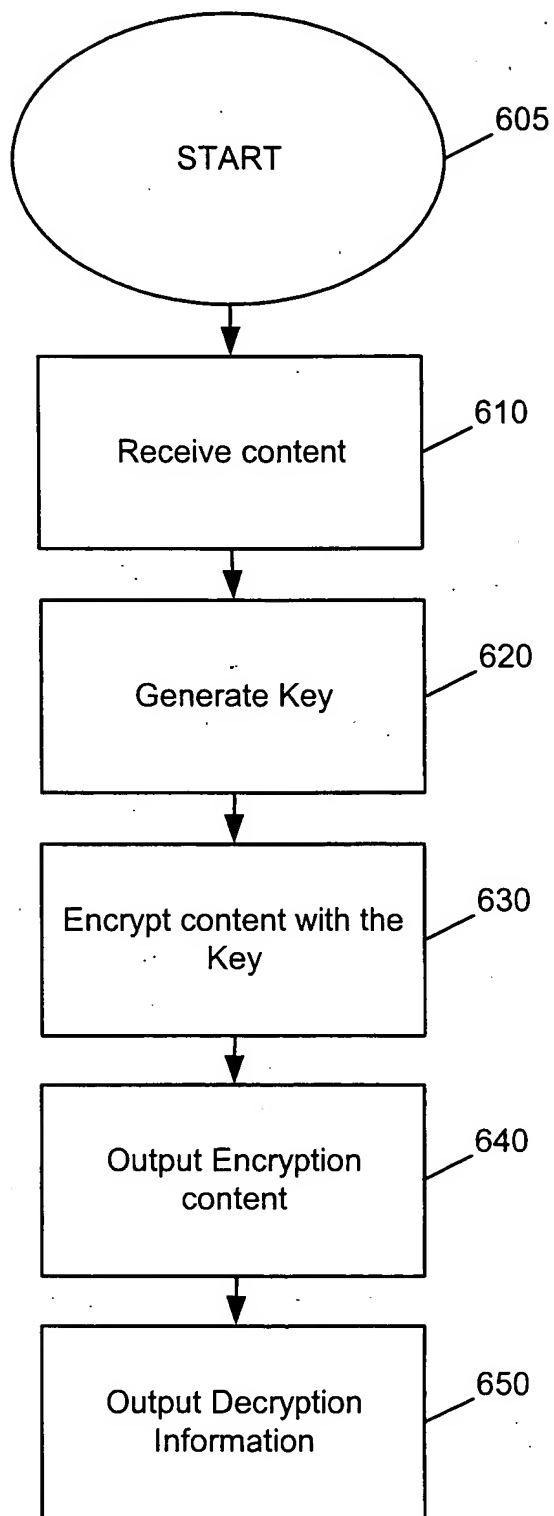 START
605
Receive content
610
Generate Key
620
Encrypt content with the
Key
630
Output Encryption
content
640
Output Decryption
Information
650